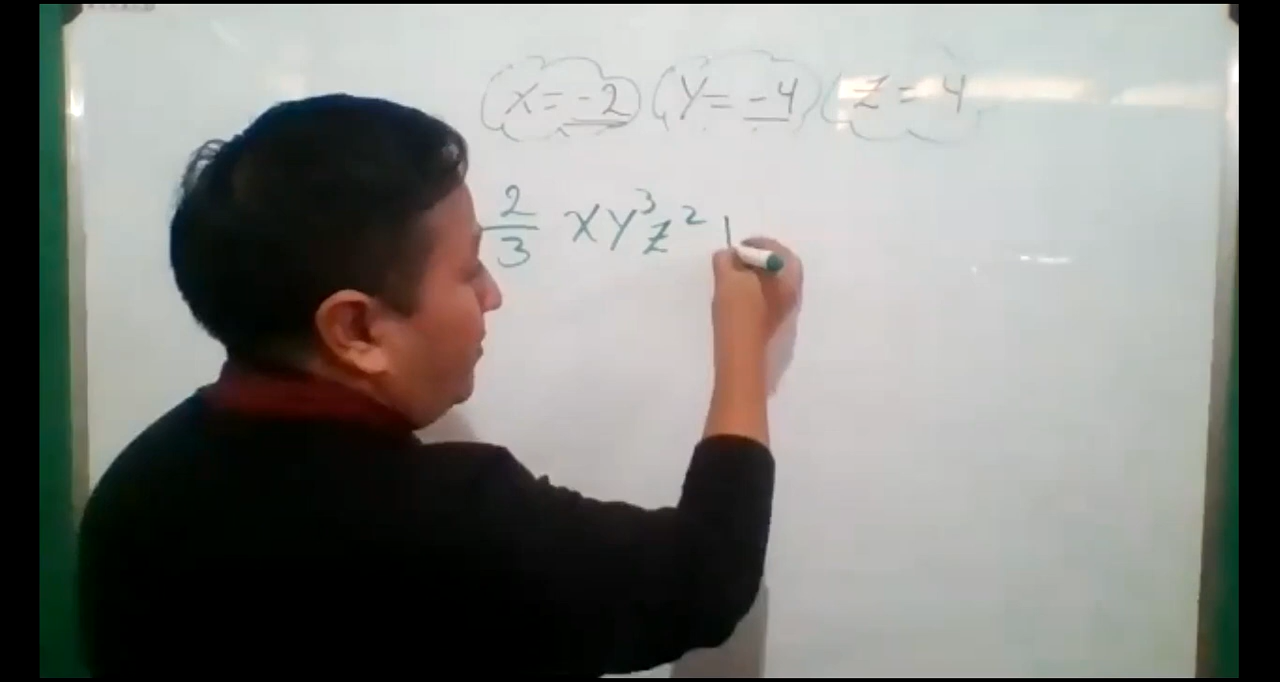 (x = -2) (y = -4) (z = 4
2/3 xy³z²